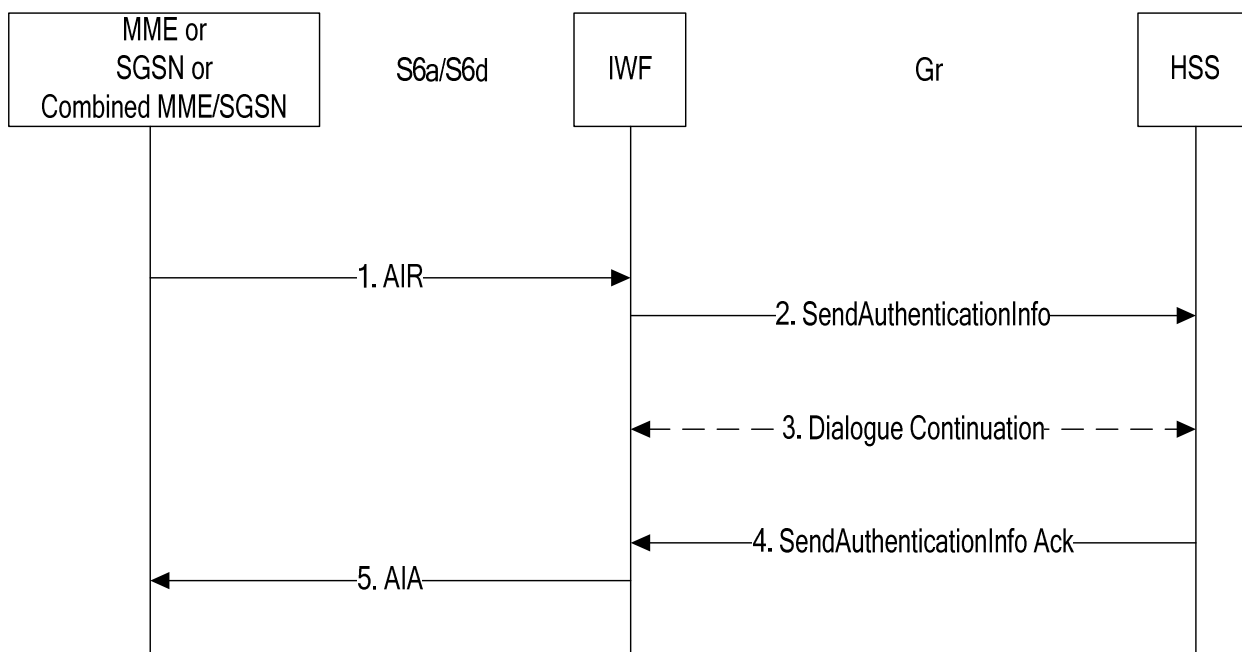 MME or
SGSN or
Combined MME/SGSN
S6a/S6d
IWF
Gr
HSS
1. AIR
2. SendAuthenticationInfo
3. Dialogue Continuation
4. SendAuthenticationInfo Ack
5. AIA